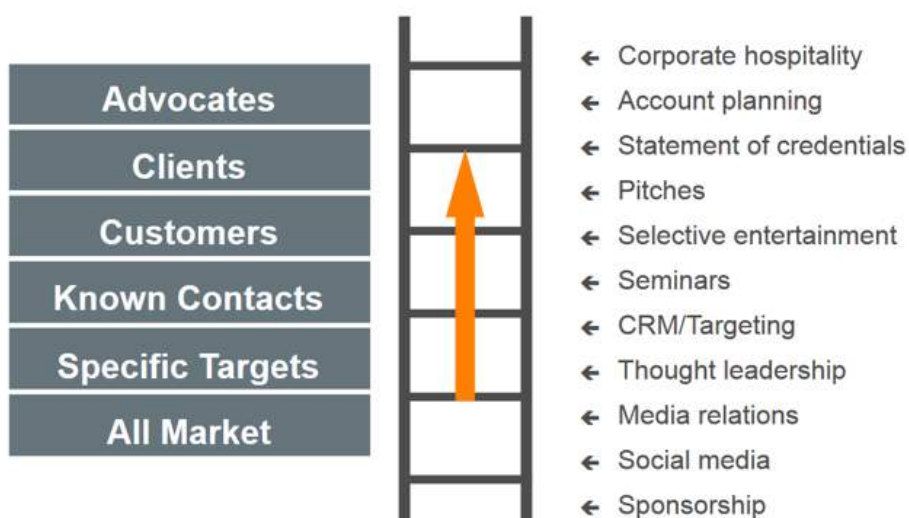 Advocates
Clients
Customers
Known Contacts
Specific Targets
All Market
← Corporate hospitality
← Account planning
← Statement of credentials
← Pitches
← Selective entertainment
← Seminars
← CRM/Targeting
← Thought leadership
← Media relations
← Social media
← Sponsorship